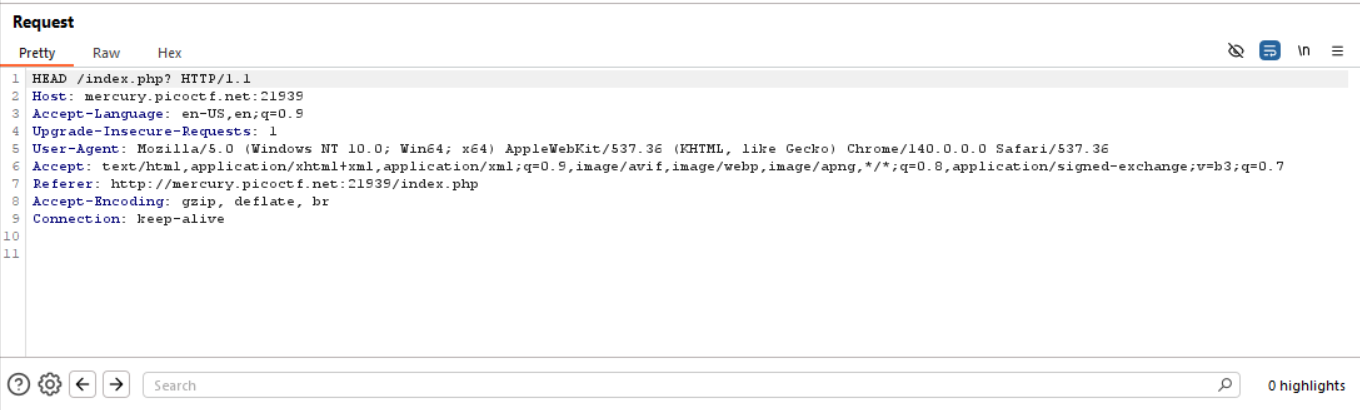 Request
Pretty Raw Hex \n
1 HEAD /index.php? HTTP/1.1
2 Host: mercury.picoctf.net:21939
3 Accept-Language: en-US,en;q=0.9
4 Upgrade-Insecure-Requests: 1
5 User-Agent: Mozilla/5.0 (Windows NT 10.0; Win64; x64) AppleWebKit/537.36 (KHTML, like Gecko) Chrome/140.0.0.0 Safari/537.36
6 Accept: text/html,application/xhtml+xml,application/xml;q=0.9,image/avif,image/webp,image/apng,*/*;q=0.8,application/signed-exchange;v=b3;q=0.7
7 Referer: http://mercury.picoctf.net:21939/index.php
8 Accept-Encoding: gzip, deflate, br
9 Connection: keep-alive
10
11
Search 0 highlights